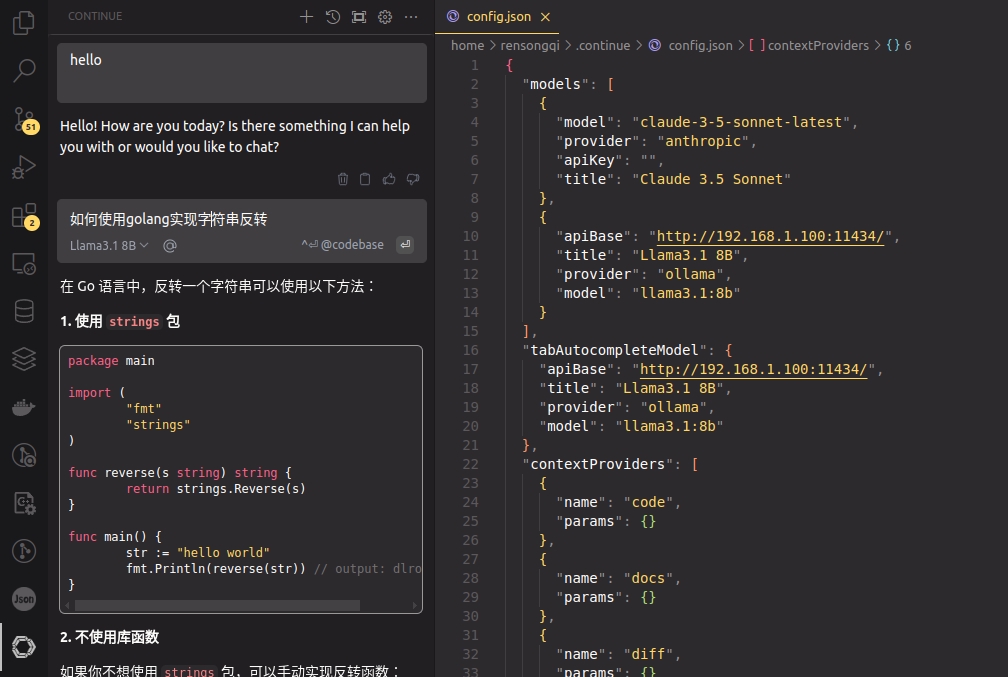 CONTINUE
hello
Hello! How are you today? Is there something I can help
you with or would you like to chat?
如何使用golang实现字符串反转
Llama3.1 8B
@
^⏎ @codebase
⏎
在 Go 语言中，反转一个字符串可以使用以下方法：
1. 使用 strings 包
package main
import (
"fmt"
"strings"
)
func reverse(s string) string {
return strings.Reverse(s)
}
func main() {
str := "hello world"
fmt.Println(reverse(str)) // output: dlro
}
2. 不使用库函数
如果你不想使用 strings 包，可以手动实现反转函数：
51
2
Json
config.json
home > rensongqi > .continue > config.json > [ ] contextProviders > {} 6
1 {
2 "models": [
3 {
4 "model": "claude-3-5-sonnet-latest",
5 "provider": "anthropic",
6 "apiKey": "",
7 "title": "Claude 3.5 Sonnet"
8 },
9 {
10 "apiBase": "http://192.168.1.100:11434/",
11 "title": "Llama3.1 8B",
12 "provider": "ollama",
13 "model": "llama3.1:8b"
14 }
15 ],
16 "tabAutocompleteModel": {
17 "apiBase": "http://192.168.1.100:11434/",
18 "title": "Llama3.1 8B",
19 "provider": "ollama",
20 "model": "llama3.1:8b"
21 },
22 "contextProviders": [
23 {
24 "name": "code",
25 "params": {}
26 },
27 {
28 "name": "docs",
29 "params": {}
30 },
31 {
32 "name": "diff",
33 "params": {}